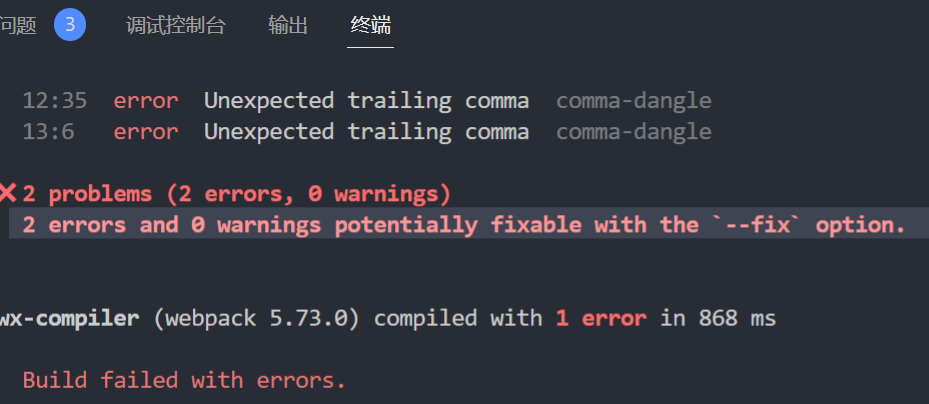 问题 3 调试控制台 输出 终端
12:35 error Unexpected trailing comma comma-dangle
13:6 error Unexpected trailing comma comma-dangle
❌2 problems (2 errors, 0 warnings)
2 errors and 0 warnings potentially fixable with the `--fix` option.
wx-compiler (webpack 5.73.0) compiled with 1 error in 868 ms
Build failed with errors.